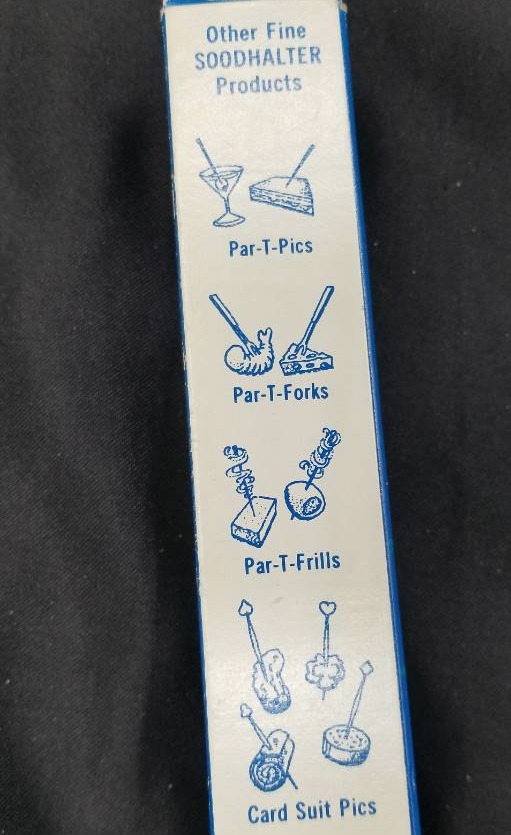 Other Fine
SOODHALTER
Products
Par-T-Pics
Par-T-Forks
Par-T-Frills
Card Suit Pics